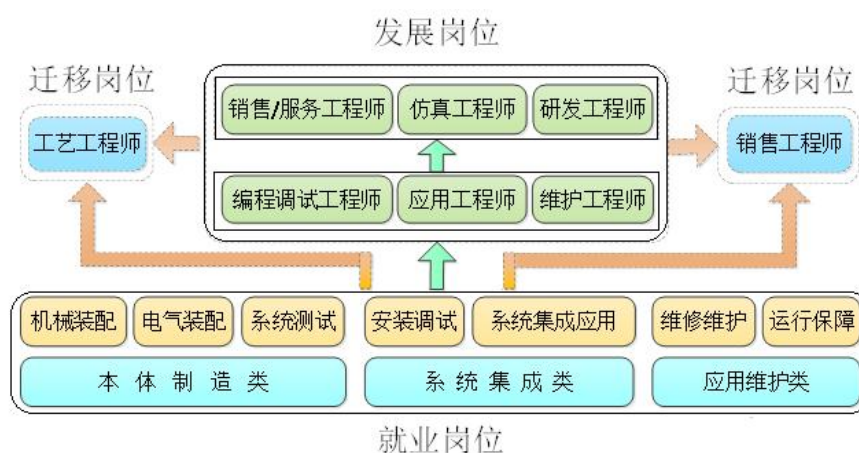 发展岗位
迁移岗位
迁移岗位
销售/服务工程师 仿真工程师 研发工程师
工艺工程师
销售工程师
编程调试工程师 应用工程师 维护工程师
机械装配 电气装配 系统测试 安装调试 系统集成应用 维修维护 运行保障
本体制造类 系统集成类 应用维护类
就业岗位